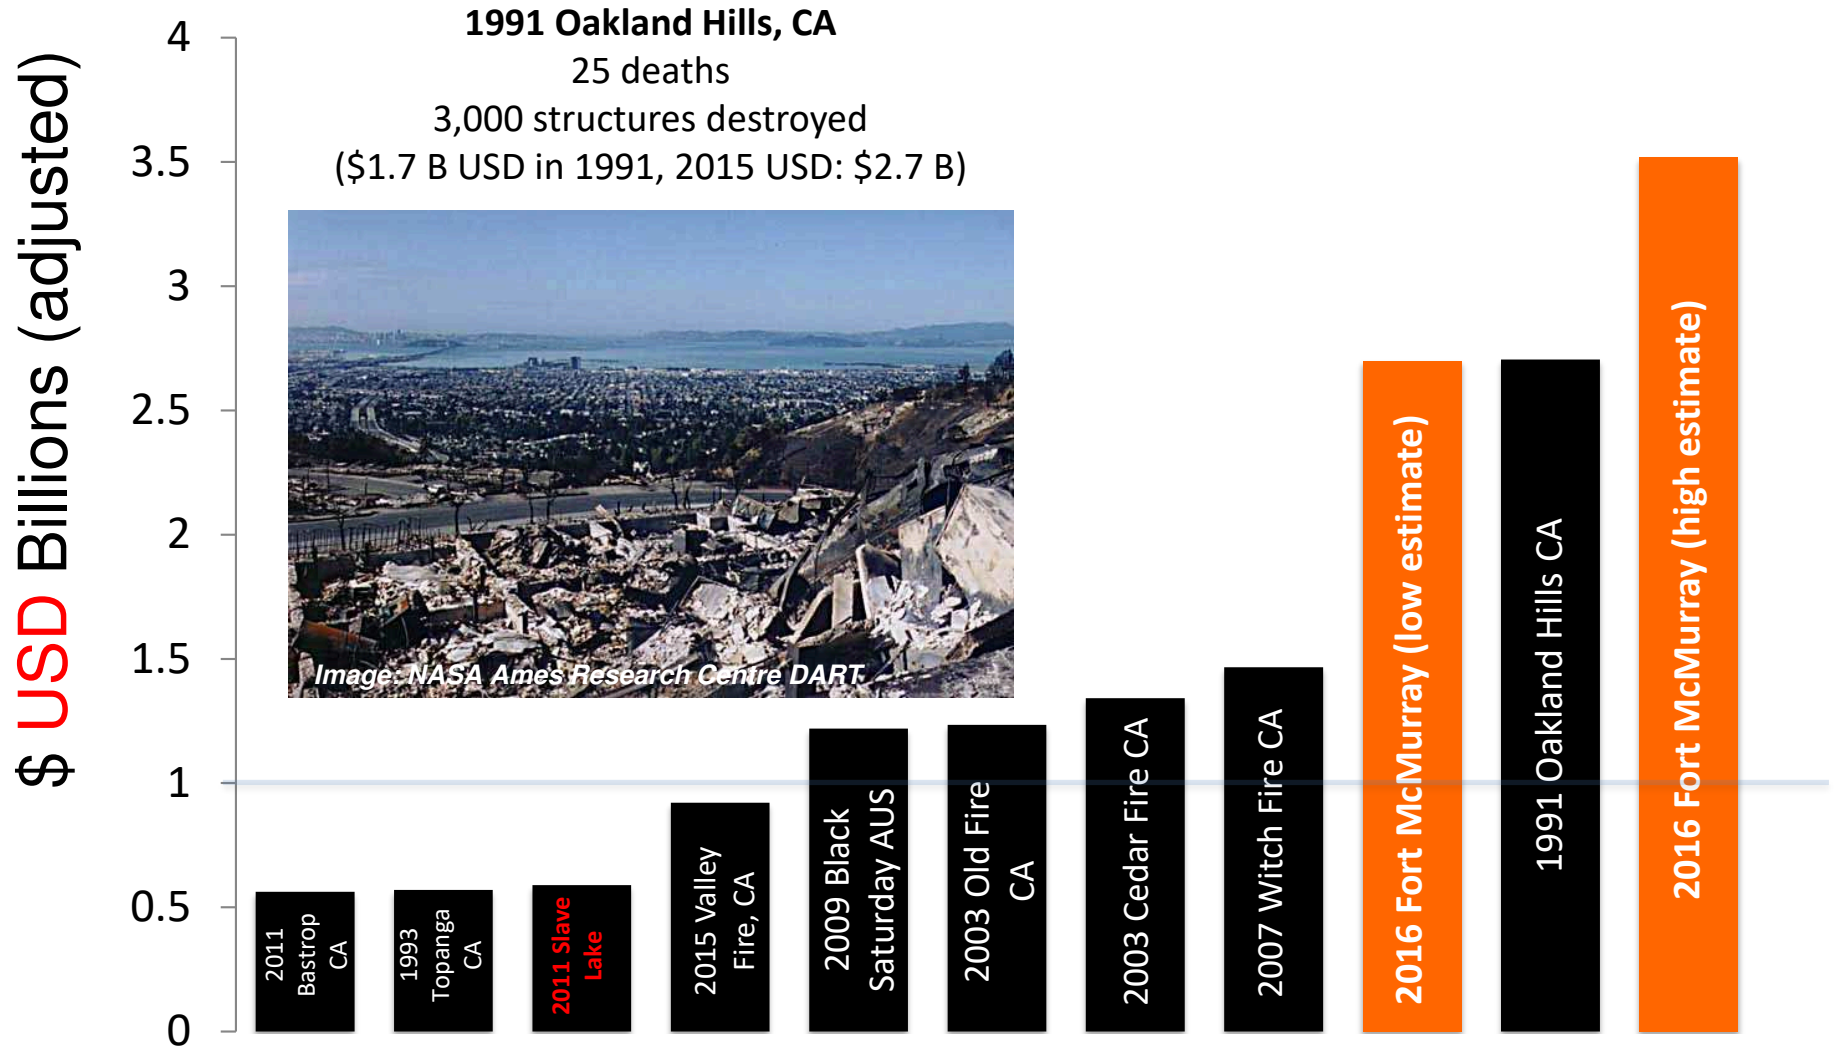 1991 Oakland Hills, CA
25 deaths
3,000 structures destroyed
($1.7 B USD in 1991, 2015 USD: $2.7 B)
$ USD Billions (adjusted)
4
3.5
3
2.5
2
1.5
1
0.5
0
Image: NASA Ames Research Centre DART
2011
Bastrop
CA
1993
Topanga
CA
2011 Slave
Lake
2015 Valley
Fire, CA
2009 Black
Saturday AUS
2003 Old Fire
CA
2003 Cedar Fire CA
2007 Witch Fire CA
2016 Fort McMurray (low estimate)
1991 Oakland Hills CA
2016 Fort McMurray (high estimate)